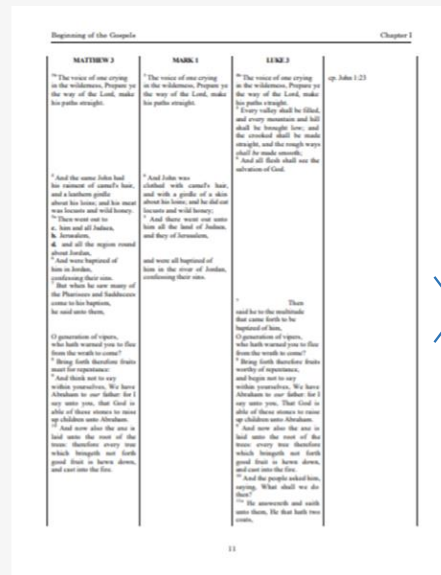 Beginning of the Gospels
Chapter I
MATTHEW 3
The voice of one crying
in the wilderness, Prepare ye
the way of the Lord, make
his paths straight.
And the same John had
his raiment of camel's hair,
and a leathern girdle
about his loins; and his meat
was locusts and wild honey.
Then went out to
him and all Judaea,
Jerusalem,
and all the region round
about Jordan,
And were baptized of
him in Jordan,
confessing their sins.
But when he saw many of
the Pharisees and Sadducees
come to his baptism,
he said unto them,
O generation of vipers,
who hath warned you to flee
from the wrath to come?
Bring forth therefore fruits
meet for repentance:
And think not to say
within yourselves, We have
Abraham to our father: for I
say unto you, that God is
able of these stones to raise
up children unto Abraham.
And now also the axe is
laid unto the root of the
trees: therefore every tree
which bringeth not forth
good fruit is hewn down,
and cast into the fire.
MARK 1
The voice of one crying
in the wilderness, Prepare ye
the way of the Lord, make
his paths straight.
And John was
clothed with camel's hair,
and with a girdle of a skin
about his loins; and he did eat
locusts and wild honey;
And there went out unto
him all the land of Judaea,
and they of Jerusalem,
and were all baptized of
him in the river of Jordan,
confessing their sins.
LUKE 3
The voice of one crying
in the wilderness, Prepare ye
the way of the Lord, make
his paths straight.
Every valley shall be filled,
and every mountain and hill
shall be brought low; and
the crooked shall be made
straight, and the rough ways
shall be made smooth;
And all flesh shall see the
salvation of God.
Then
said he to the multitude
that came forth to be
baptized of him,
O generation of vipers,
who hath warned you to flee
from the wrath to come?
Bring forth therefore fruits
worthy of repentance,
and begin not to say
within yourselves, We have
Abraham to our father: for I
say unto you, That God is
able of these stones to raise
up children unto Abraham.
And now also the axe is
laid unto the root of the
trees: every tree therefore
which bringeth not forth
good fruit is hewn down,
and cast into the fire.
And the people asked him,
saying, What shall we do
then?
He answereth and saith
unto them, He that hath two
coats,
cp. John 1:23
11